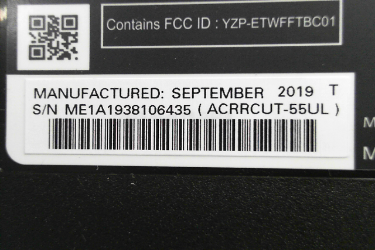 Contains FCC ID : YZP-ETWFFTBC01
MANUFACTURED: SEPTEMBER 2019 T
S/N ME1A1938106435 ( ACRRCUT-55UL )
M
M